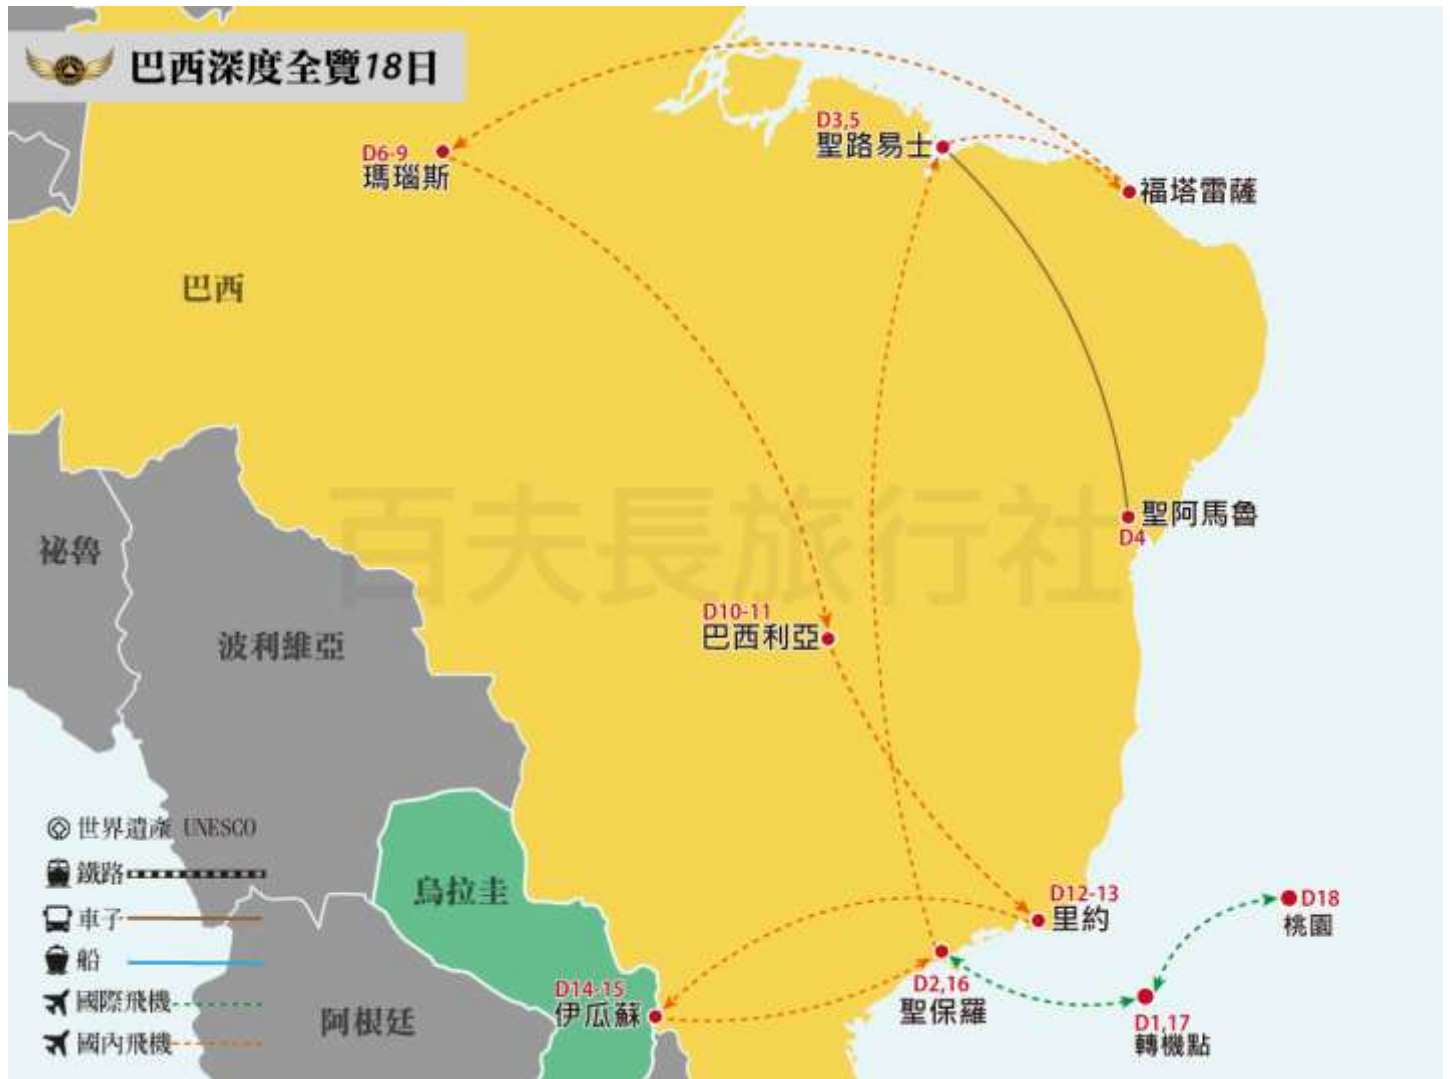 巴西深度全覽18日
D3,5
聖路易士
D6-9
瑪瑙斯
福塔雷薩
巴西
百夫長旅行社
聖阿馬魯
D4
祕魯
D10-11
巴西利亞
波利維亞
世界遺產 UNESCO
鐵路
車子
船
國際飛機
國內飛機
烏拉圭
D12-13
里約
D18
桃園
D14-15
伊瓜蘇
D2,16
聖保羅
D1,17
轉機點
阿根廷